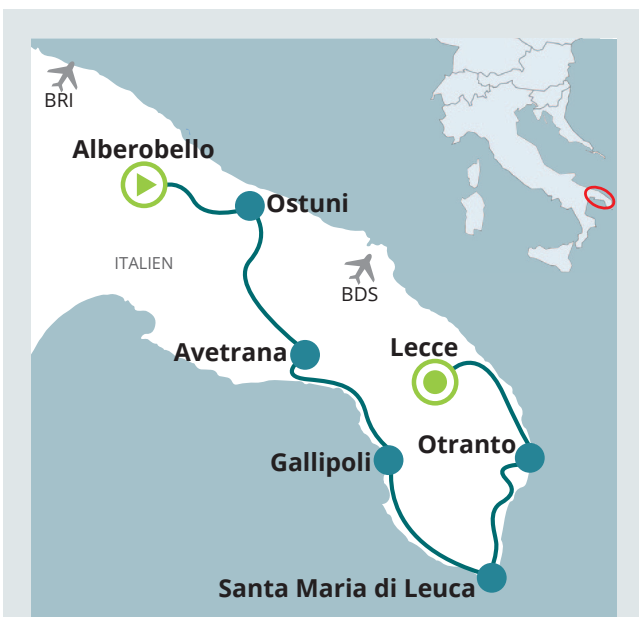 BRI
Alberobello
Ostuni
ITALIEN
BDS
Avetrana
Lecce
Otranto
Gallipoli
Santa Maria di Leuca